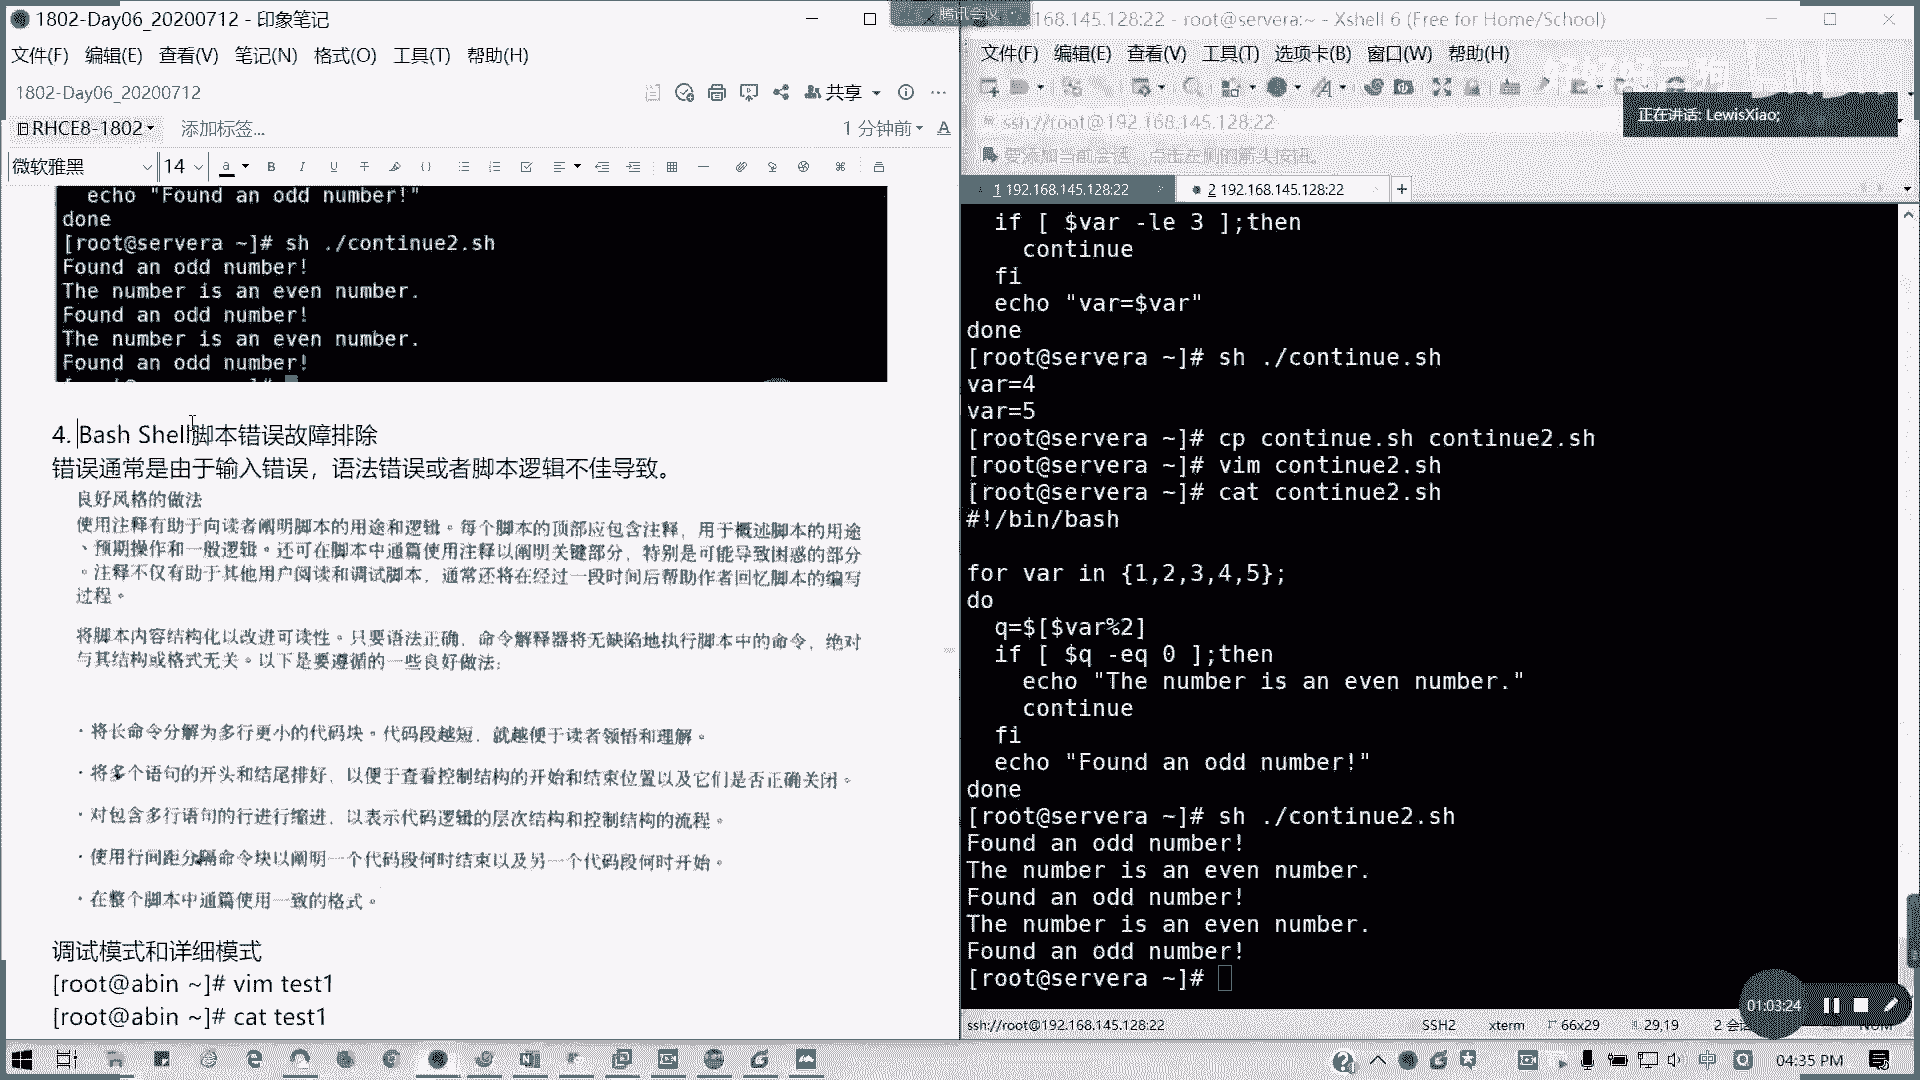 1802-Day06_20200712 - 印象笔记
文件(F) 编辑(E) 查看(V) 笔记(N) 格式(O) 工具(T) 帮助(H)
1802-Day06_20200712
共享
RHCE8-1802
添加标签...
1 分钟前
微软雅黑
14
echo "Found an odd number!"
done
[root@servera ~]# sh ./continue2.sh
Found an odd number!
The number is an even number.
Found an odd number!
The number is an even number.
Found an odd number!
4. Bash Shell脚本错误故障排除
错误通常是由于输入错误，语法错误或者脚本逻辑不佳导致。
良好风格的做法
使用注释有助于向读者阐明脚本的用途和逻辑。每个脚本的顶部应包含注释，用于概述脚本的用途
、预期操作和一般逻辑。还可在脚本中通篇使用注释以阐明关键部分，特别是可能导致困惑的部分
。注释不仅有助于其他用户阅读和调试脚本，通常还将在经过一段时间后帮助作者回忆脚本的编写
过程。
将脚本内容结构化以改进可读性。只要语法正确，命令解释器将无缺陷地执行脚本中的命令，绝对
与其结构或格式无关。以下是要遵循的一些良好做法：
· 将长命令分解为多行更小的代码块。代码段越短，就越便于读者领悟和理解。
· 将多个语句的开头和结尾排好，以便于查看控制结构的开始和结束位置以及它们是否正确关闭。
· 对包含多行语句的行进行缩进，以表示代码逻辑的层次结构和控制结构的流程。
· 使用行间距分隔命令块以阐明一个代码段何时结束以及另一个代码段何时开始。
· 在整个脚本中通篇使用一致的格式。
调试模式和详细模式
[root@abin ~]# vim test1
[root@abin ~]# cat test1
腾讯会议
168.145.128:22 - root@servera:~ - Xshell 6 (Free for Home/School)
文件(F) 编辑(E) 查看(V) 工具(T) 选项卡(B) 窗口(W) 帮助(H)
ssh://root@192.168.145.128:22
正在讲话: LewisXiao;
要添加当前会话，点击左侧的箭头按钮。
1 192.168.145.128:22
2 192.168.145.128:22
if [ $var -le 3 ];then
continue
fi
echo "var=$var"
done
[root@servera ~]# sh ./continue.sh
var=4
var=5
[root@servera ~]# cp continue.sh continue2.sh
[root@servera ~]# vim continue2.sh
[root@servera ~]# cat continue2.sh
#!/bin/bash
for var in {1,2,3,4,5};
do
q=$[$var%2]
if [ $q -eq 0 ];then
echo "The number is an even number."
continue
fi
echo "Found an odd number!"
done
[root@servera ~]# sh ./continue2.sh
Found an odd number!
The number is an even number.
Found an odd number!
The number is an even number.
Found an odd number!
[root@servera ~]#
01:03:24
ssh://root@192.168.145.128:22
SSH2 xterm 66x29 29,19 2 会 NUM
中
04:35 PM